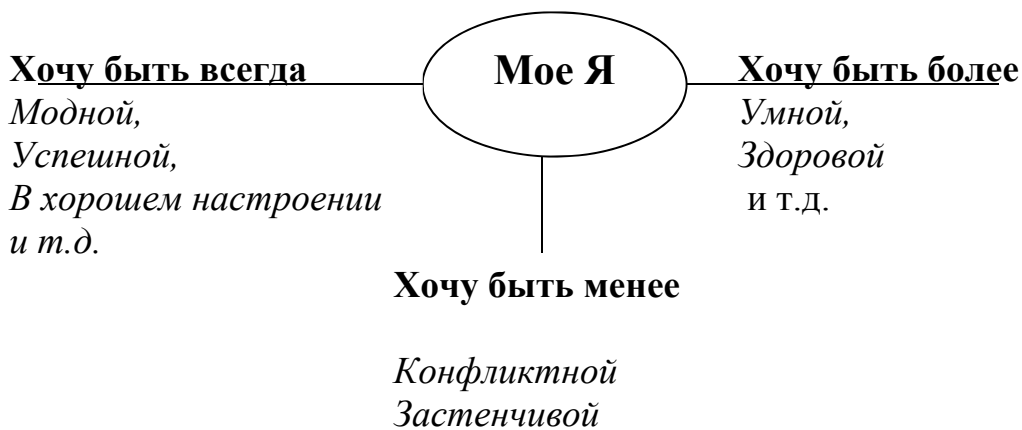 Мое Я
Хочу быть всегда
Модной,
Успешной,
В хорошем настроении
и т.д.
Хочу быть более
Умной,
Здоровой
и т.д.
Хочу быть менее
Конфликтной
Застенчивой